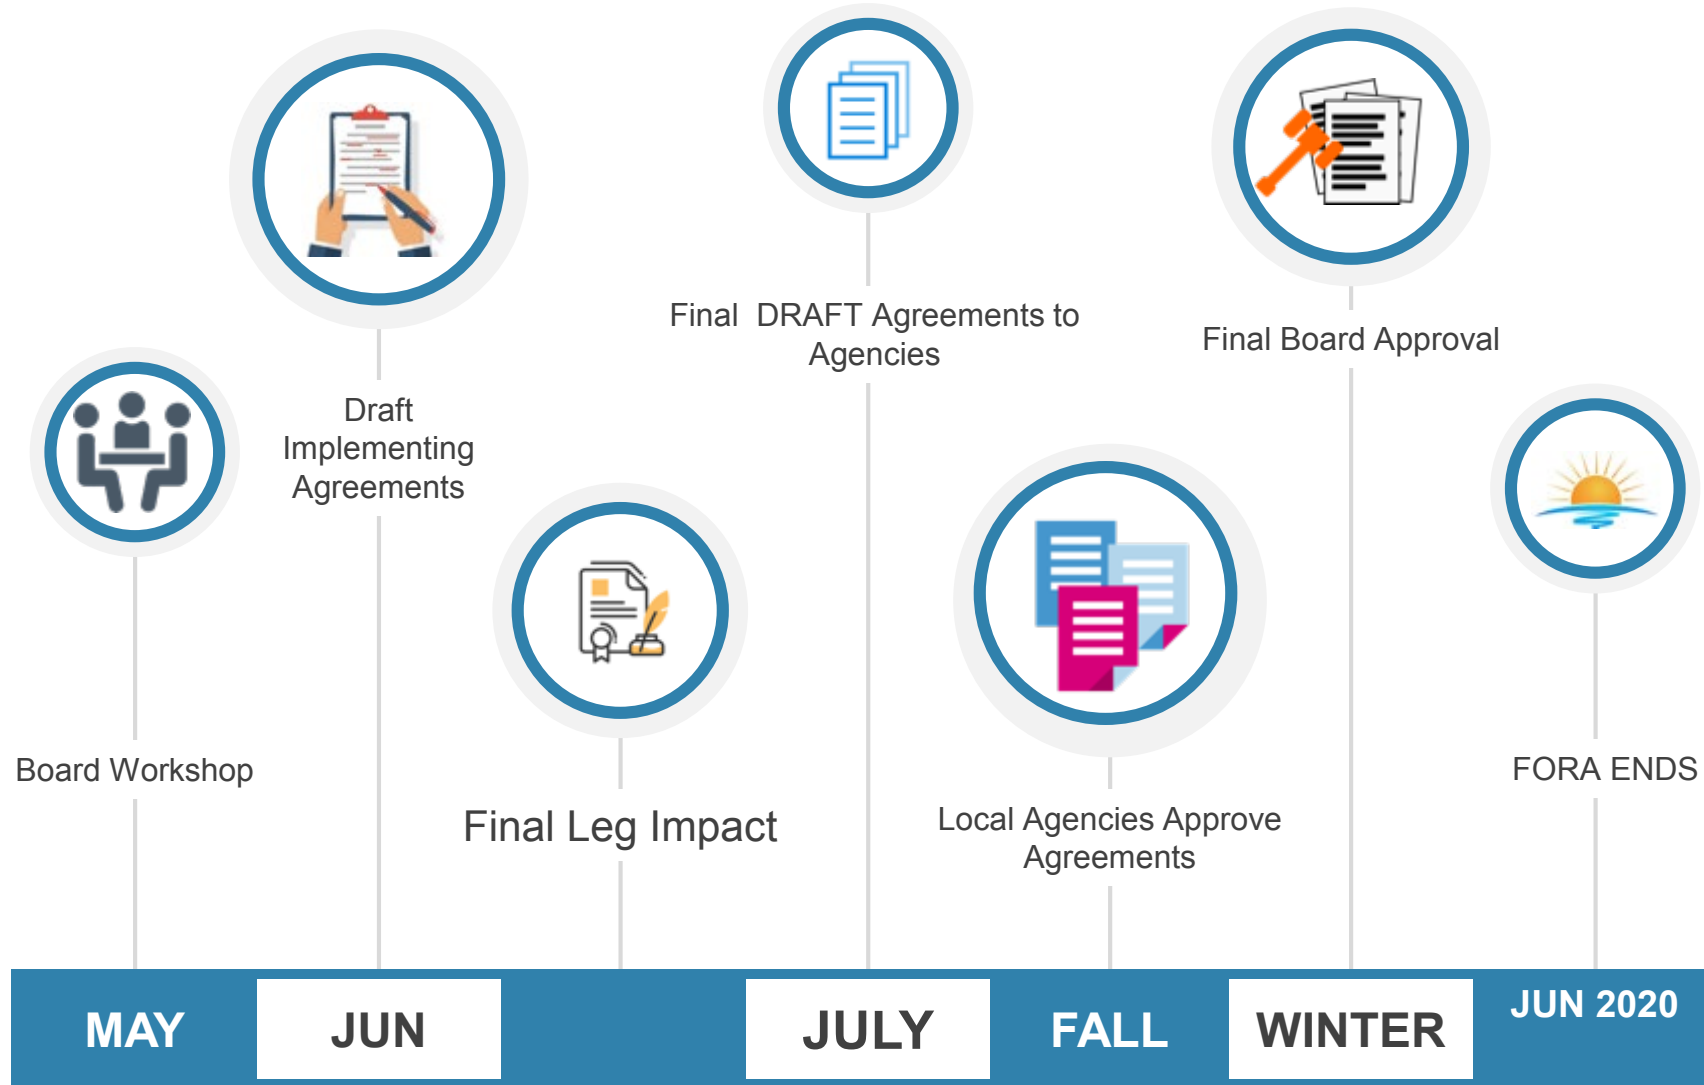 Board Workshop
Draft
Implementing
Agreements
Final Leg Impact
Final  DRAFT Agreements to
Agencies
Local Agencies Approve
Agreements
Final Board Approval
FORA ENDS
MAY
JUN
JULY
FALL
WINTER
JUN 2020